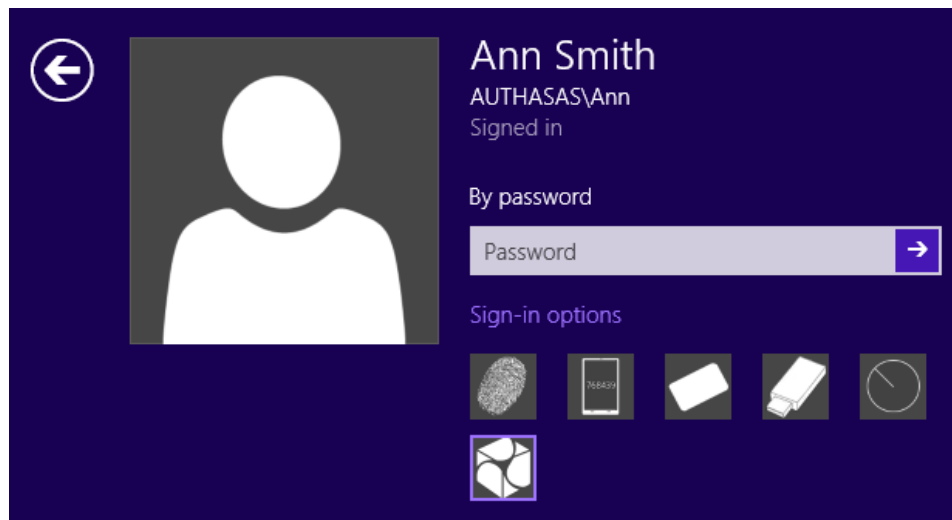 Ann Smith
AUTHASAS\Ann
Signed in
By password
Password
Sign-in options
768439